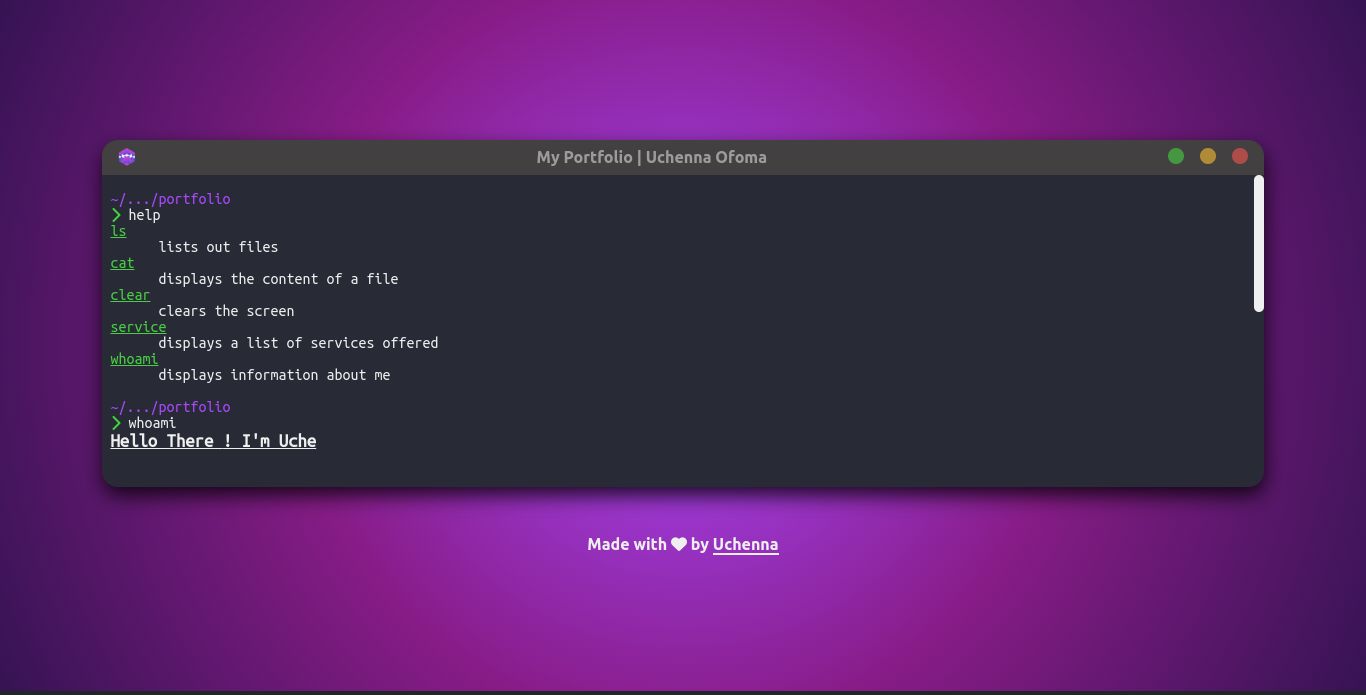 My Portfolio | Uchenna Ofoma
~/.../portfolio
help
ls
lists out files
cat
displays the content of a file
clear
clears the screen
service
displays a list of services offered
whoami
displays information about me
~/.../portfolio
whoami
Hello There ! I'm Uche
Made with ♥ by Uchenna